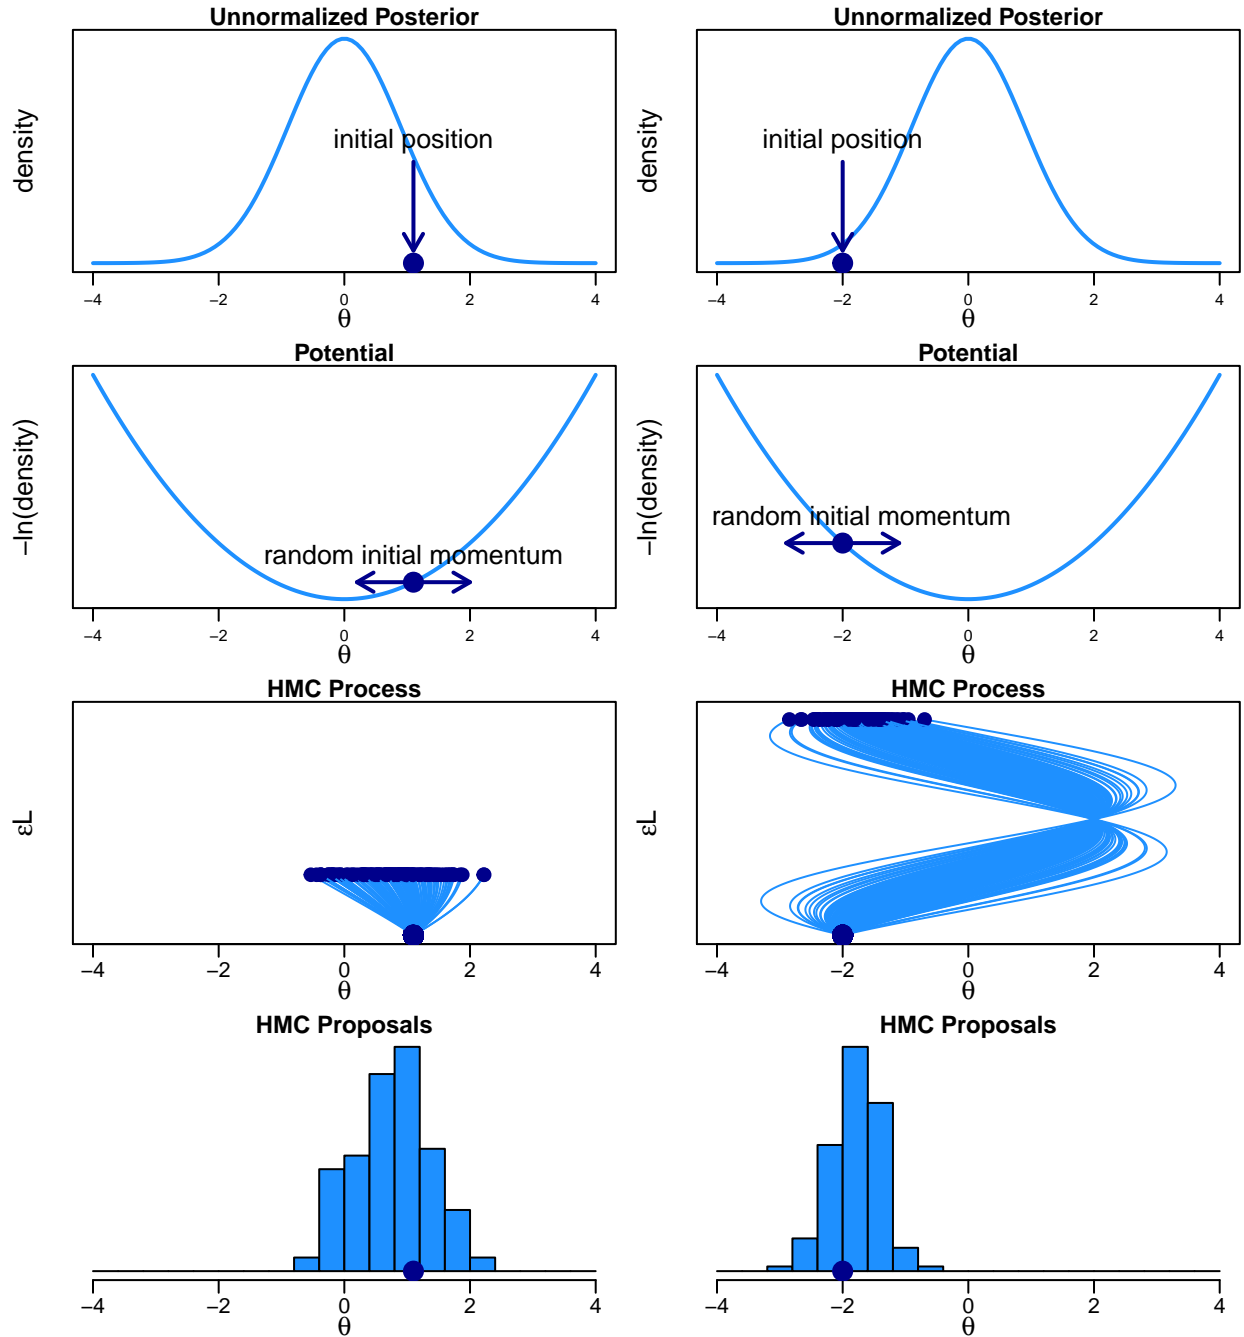 Unnormalized Posterior
density
initial position
−4 −2 0 2 4
θ
Unnormalized Posterior
density
initial position
−4 −2 0 2 4
θ
Potential
−ln(density)
random initial momentum
−4 −2 0 2 4
θ
Potential
−ln(density)
random initial momentum
−4 −2 0 2 4
θ
HMC Process
εL
−4 −2 0 2 4
θ
HMC Process
εL
−4 −2 0 2 4
θ
HMC Proposals
−4 −2 0 2 4
θ
HMC Proposals
−4 −2 0 2 4
θ